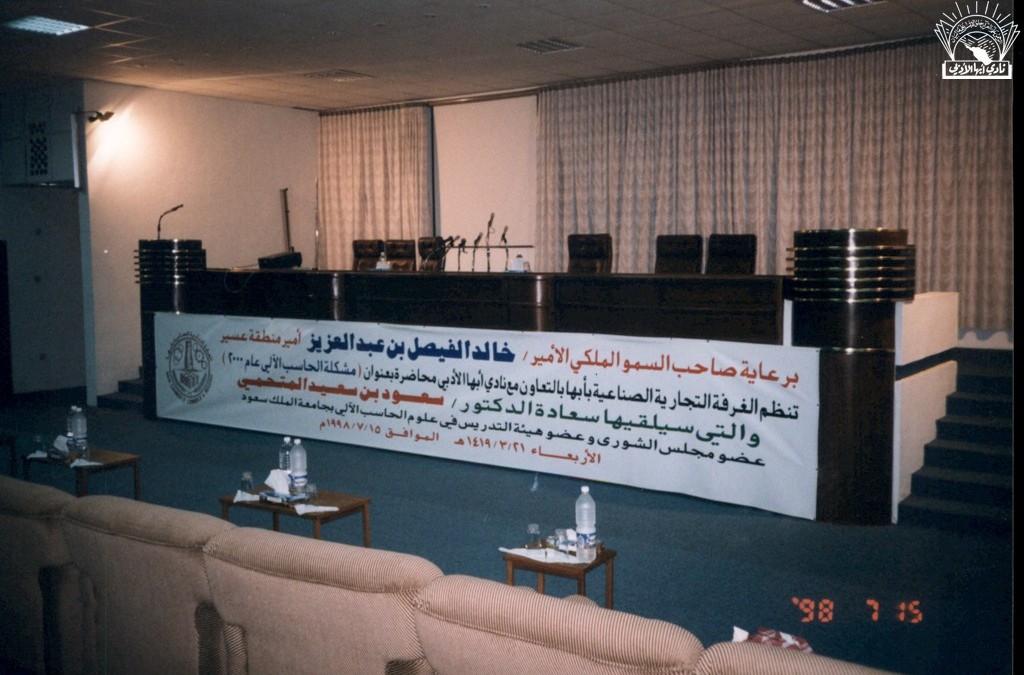 نادي أبها الأدبي
برعاية صاحب السمو الملكي الأمير / خالد الفيصل بن عبد العزيز أمير منطقة عسير
تنظم الغرفة التجارية الصناعية بأبها بالتعاون مع نادي أبها الأدبي محاضرة بعنوان ( مشكلة الحاسب الآلي عام ٢٠٠٠ )
والتي سيلقيها سعادة الدكتور / سعود بن سعيد المتحمي
عضو مجلس الشورى وعضو هيئة التدريس في علوم الحاسب الآلي بجامعة الملك سعود
الأربعاء ١٤١٩/٣/٢١هـ الموافق ١٩٩٨/٧/١٥م
'98 7 15